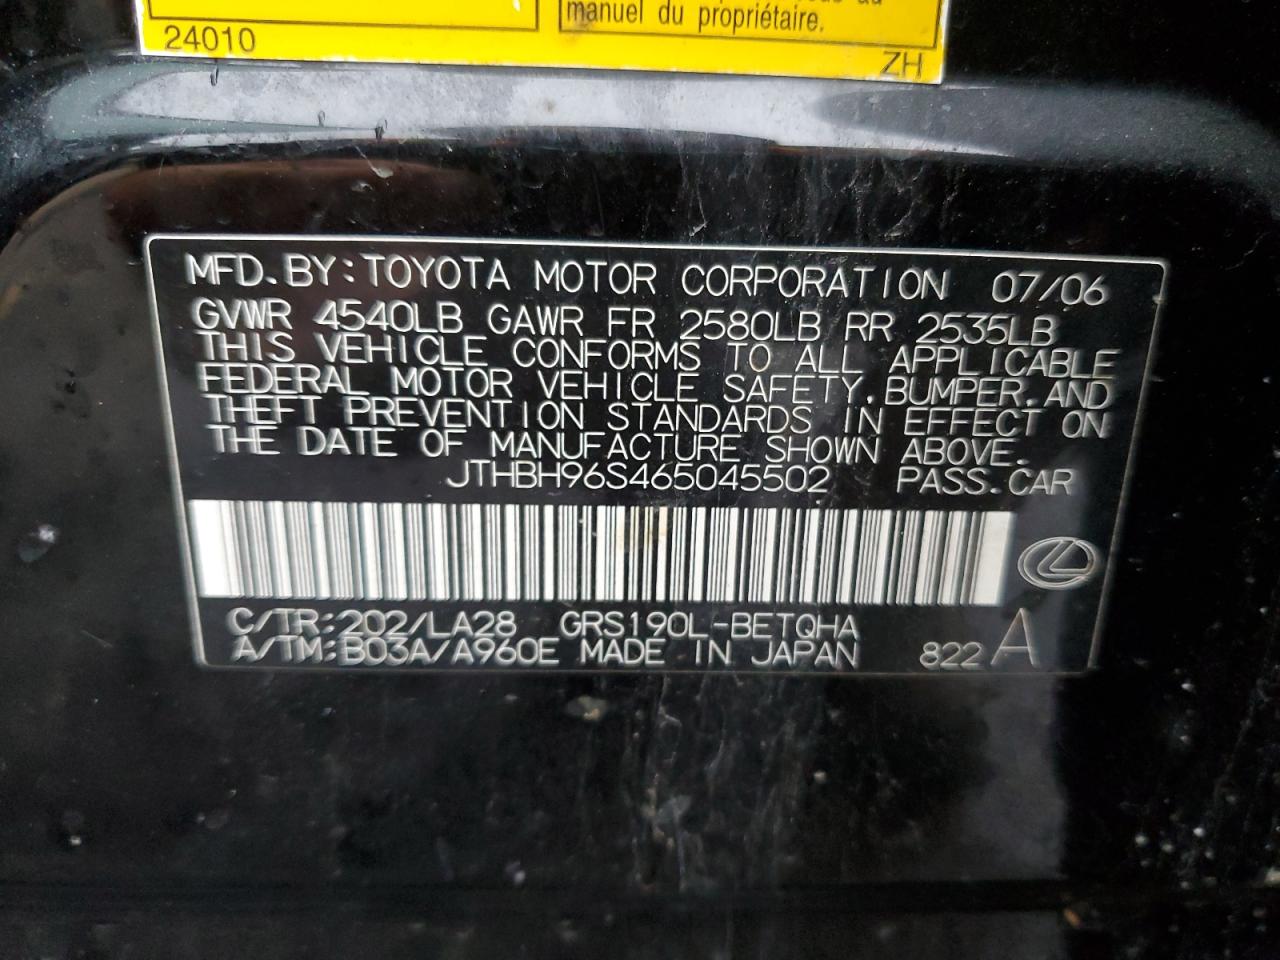 manuel du propriétaire.
24010
ZH
MFD.BY:TOYOTA MOTOR CORPORATION 07/06
GVWR 4540LB GAWR FR 2580LB RR 2535LB
THIS VEHICLE CONFORMS TO ALL APPLICABLE
FEDERAL MOTOR VEHICLE SAFETY,BUMPER,AND
THEFT PREVENTION STANDARDS IN EFFECT ON
THE DATE OF MANUFACTURE SHOWN ABOVE.
JTHBH96S465045502 PASS.CAR
C/TR:202/LA28 GRS190L-BETQHA
A/TM:B03A/A960E MADE IN JAPAN 822 A